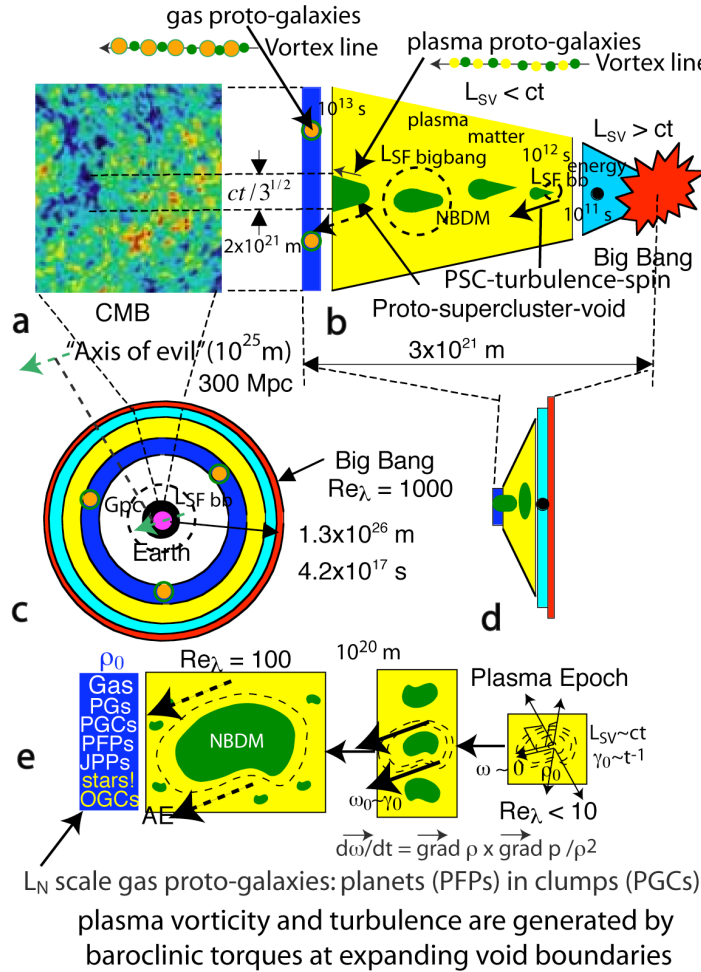 gas proto-galaxies
Vortex line
plasma proto-galaxies
Vortex line
L_SV < ct
L_SV > ct
10^13 s
plasma
matter
L_SF bigbang
10^12 s
energy
L_SF bb
ct/3^1/2
NBDM
10^11 s
2x10^21 m
Big Bang
PSC-turbulence-spin
Proto-supercluster-void
a
CMB
b
"Axis of evil"(10^25 m)
300 Mpc
3x10^21 m
Big Bang
Re_λ = 1000
Gpc
L_SF bb
Earth
1.3x10^26 m
4.2x10^17 s
c
d
ρ_0
Re_λ = 100
10^20 m
Plasma Epoch
Gas
PGs
PGCs
PFPs
JPPs
stars!
OGCs
e
NBDM
L_SV~ct
γ_0~t^-1
ω ~ 0
ρ_0
AE
ω_0~γ_0
Re_λ < 10
dω/dt = grad ρ x grad p /ρ^2
L_N scale gas proto-galaxies: planets (PFPs) in clumps (PGCs)
plasma vorticity and turbulence are generated by
baroclinic torques at expanding void boundaries